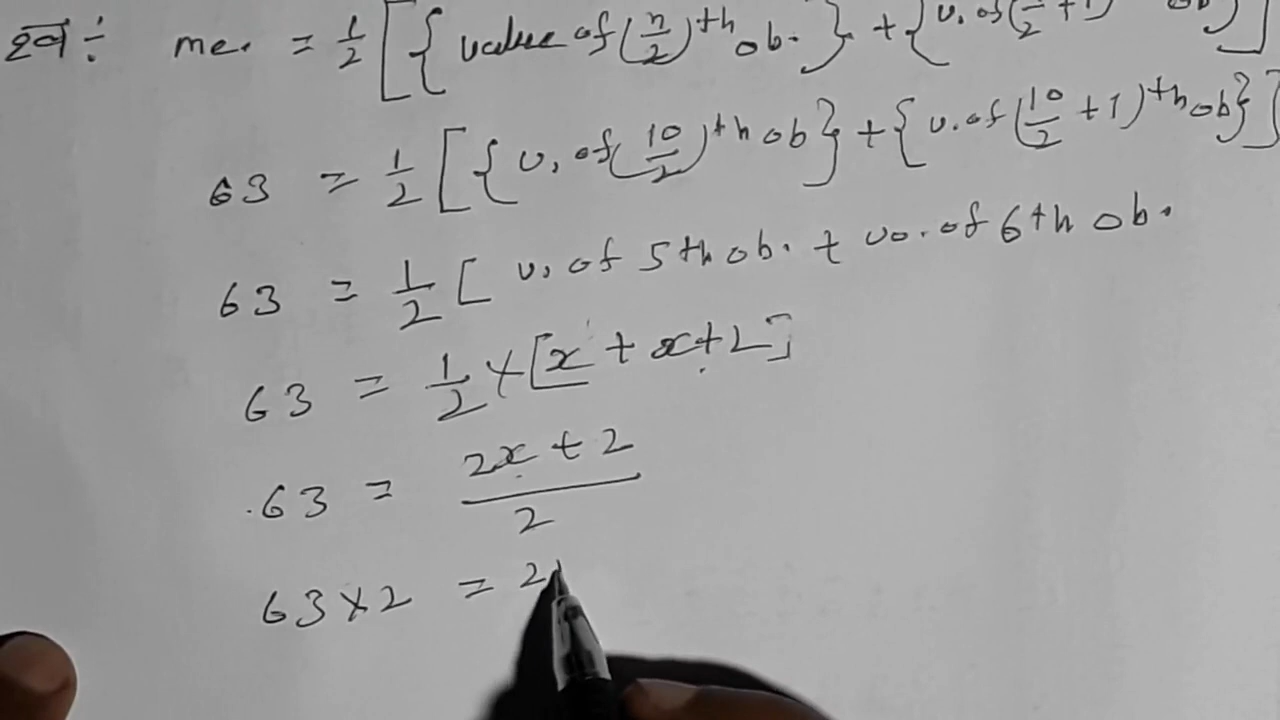 हल ÷ me. = 1/2 [{value of (n/2)th ob.} + {v. of (n/2 + 1) ob}]
63 = 1/2 [{v. of (10/2)th ob} + {v. of (10/2 + 1)th ob}]
63 = 1/2 [ v. of 5th ob. + vo. of 6th ob.
63 = 1/2 × [x + x + 2]
.63 = 2x + 2 / 2
63 × 2 = 2